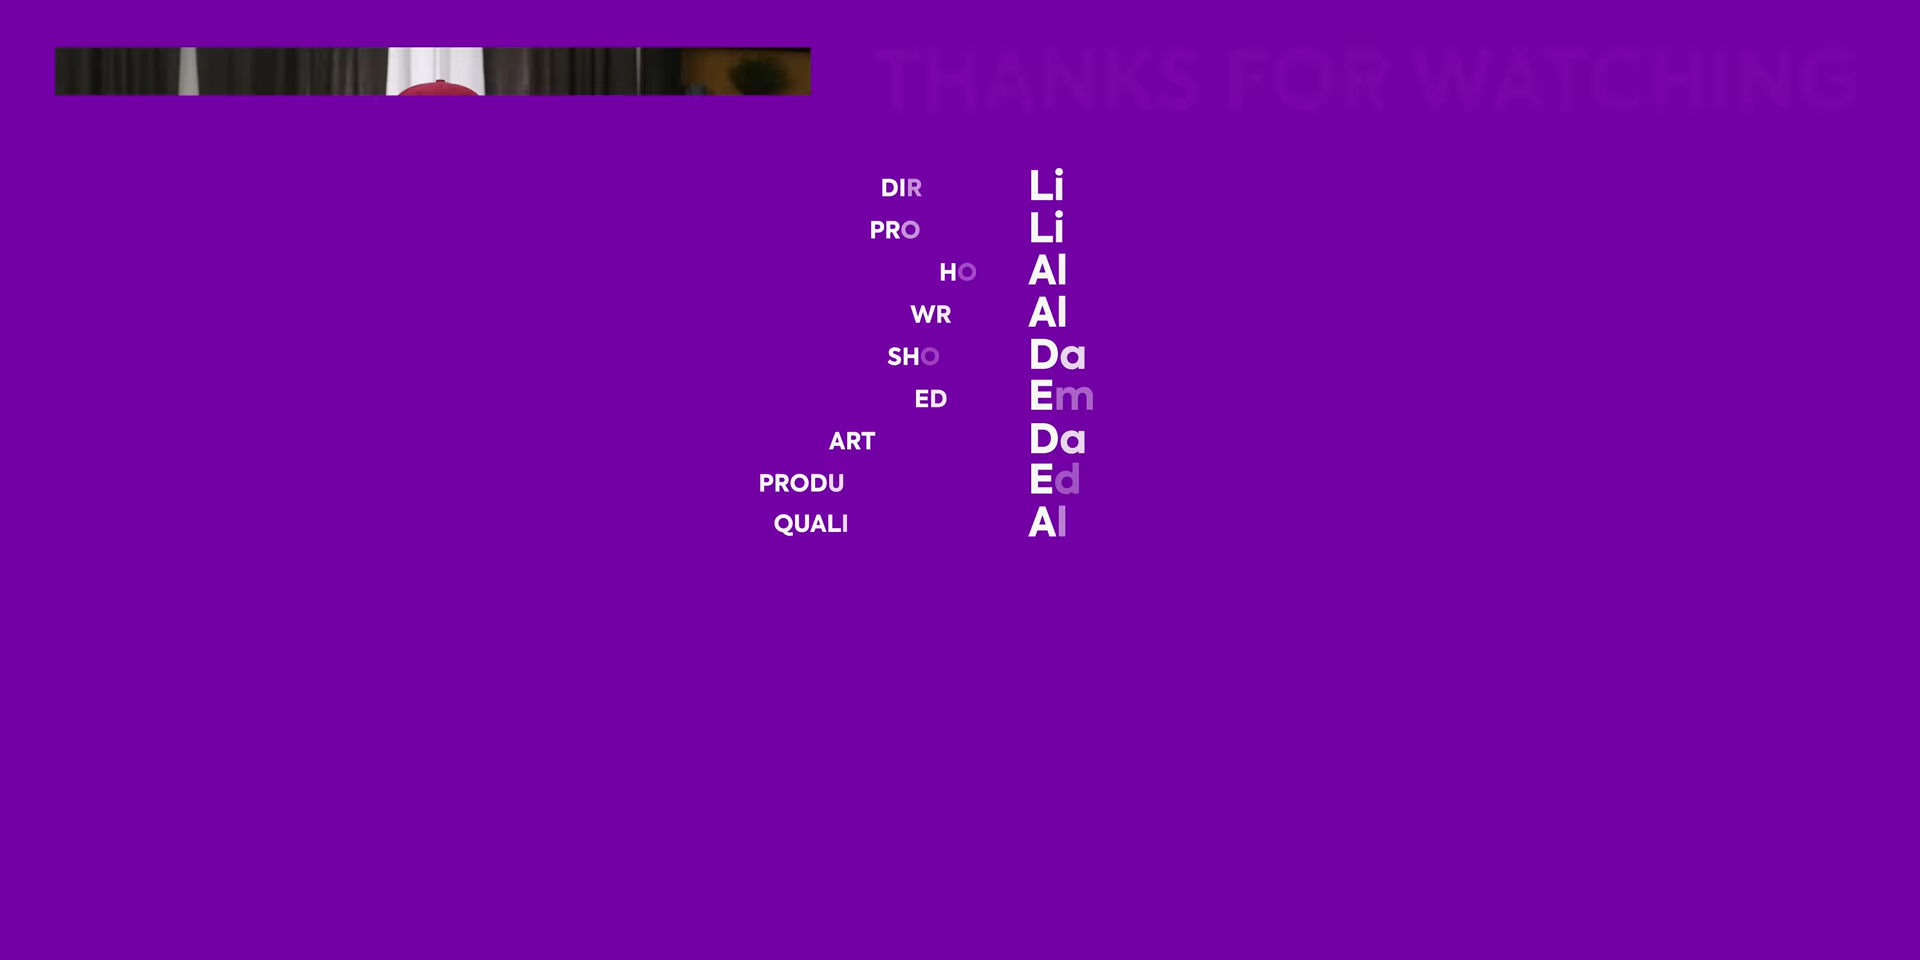 THANKS FOR WATCHING
DIR Li
PRO Li
HO Al
WR Al
SHO Da
ED Em
ART Da
PRODU Ed
QUALI Al